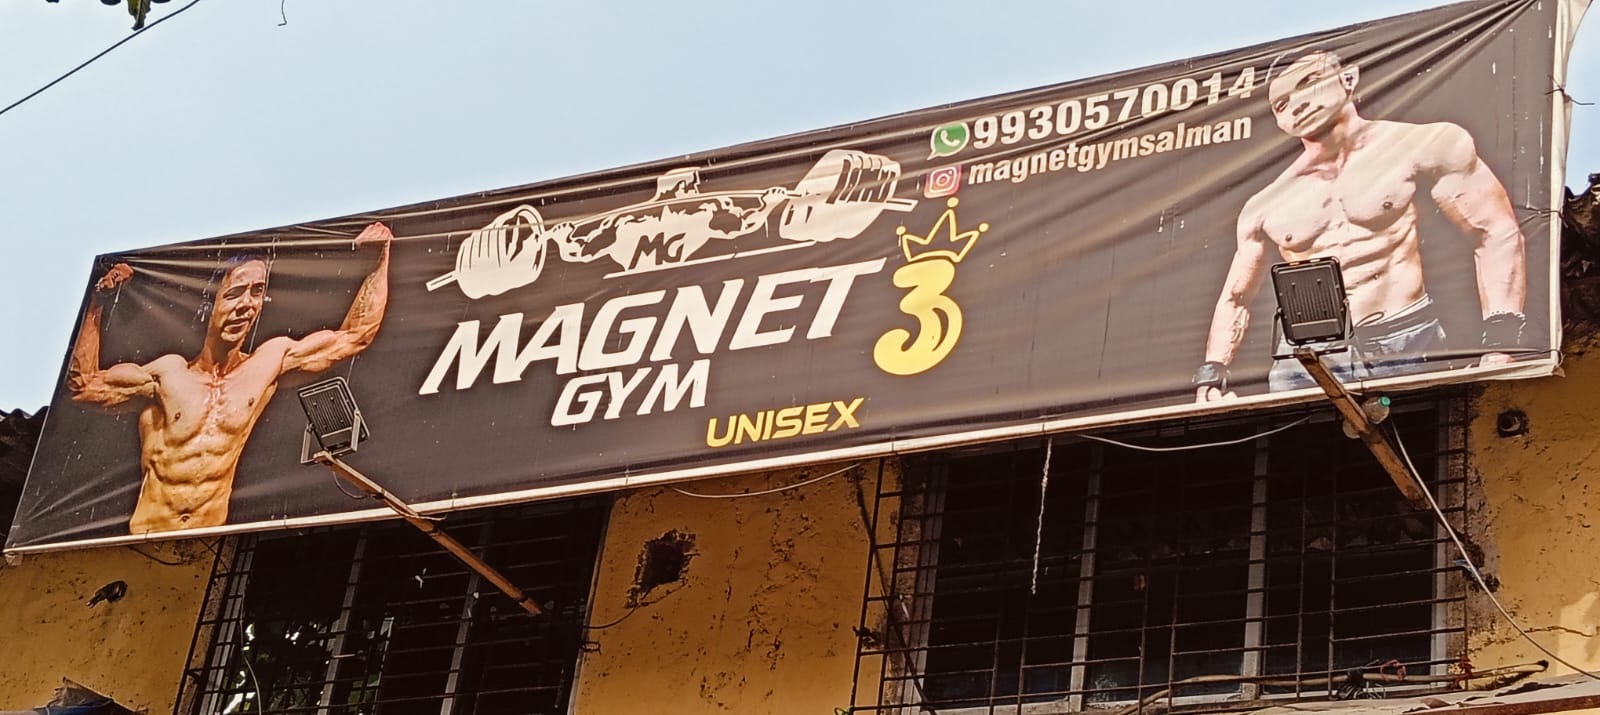 9930570014
magnetgymsalman
MG
MAGNET 3
GYM
UNISEX